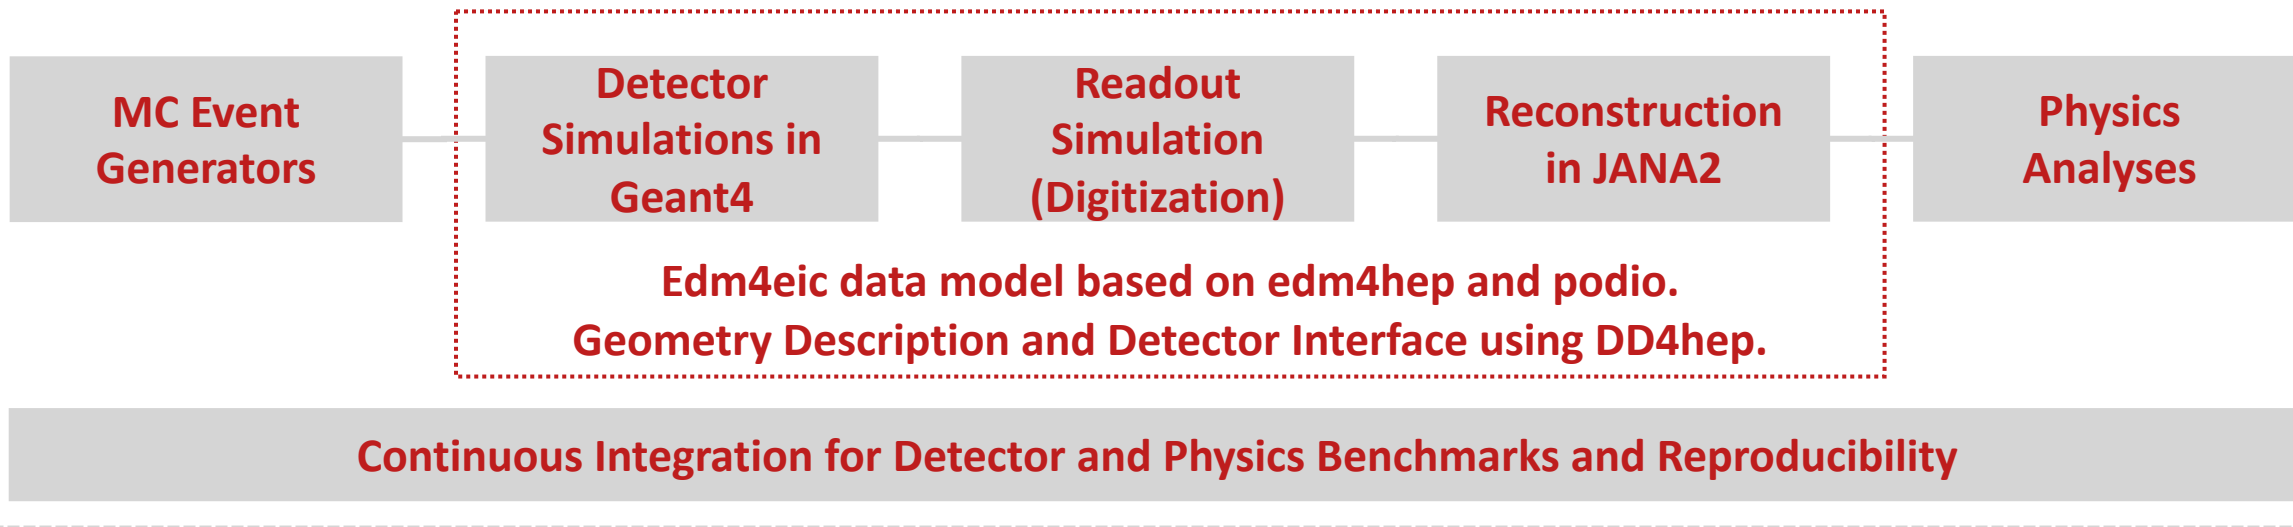 MC Event
Generators
Detector
Simulations in
Geant4
Readout
Simulation
(Digitization)
Reconstruction
in JANA2
Physics
Analyses
Edm4eic data model based on edm4hep and podio.
Geometry Description and Detector Interface using DD4hep.
Continuous Integration for Detector and Physics Benchmarks and Reproducibility